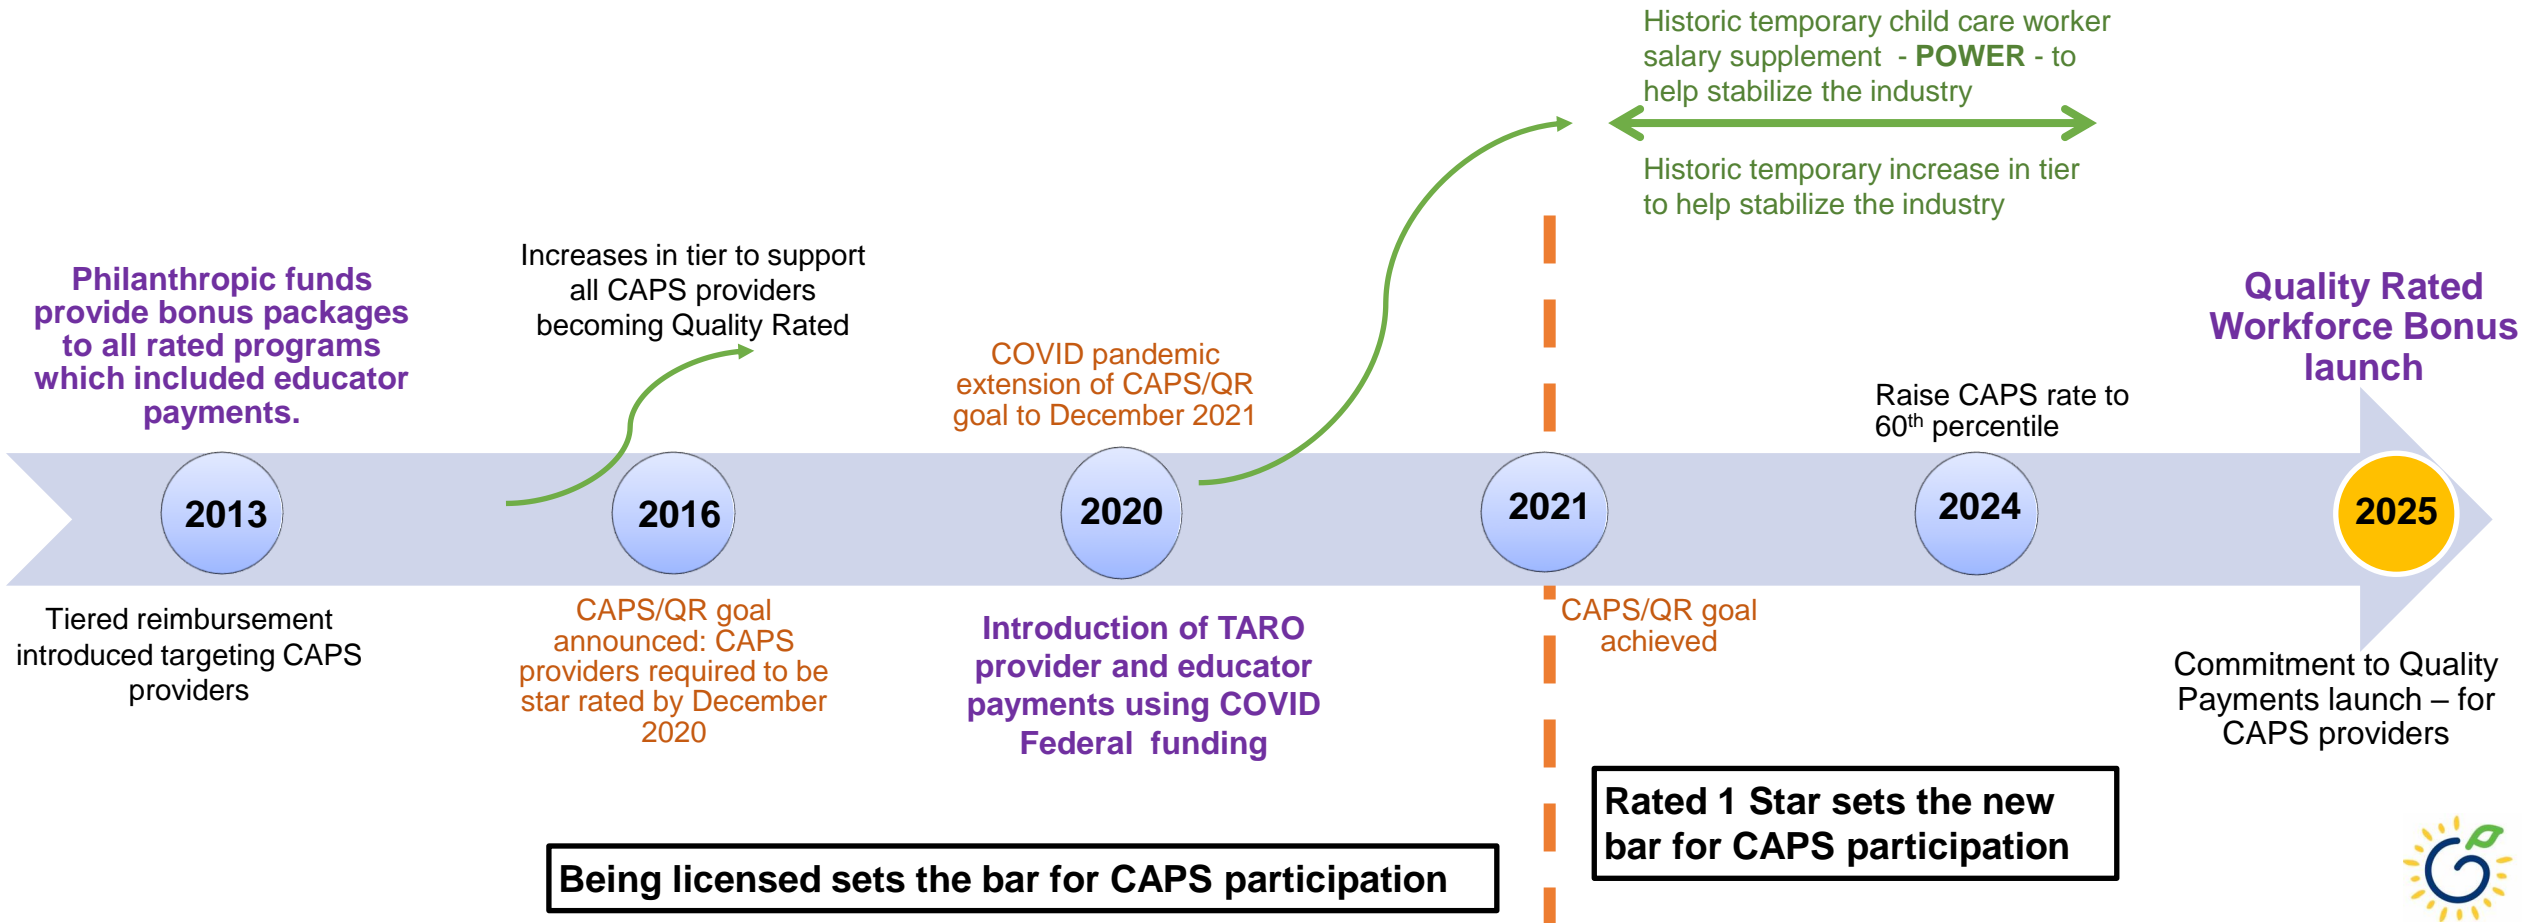 Historic temporary child care worker
salary supplement - POWER - to
help stabilize the industry
Historic temporary increase in tier
to help stabilize the industry
Philanthropic funds
provide bonus packages
to all rated programs
which included educator
payments.
Increases in tier to support
all CAPS providers
becoming Quality Rated
COVID pandemic
extension of CAPS/QR
goal to December 2021
Raise CAPS rate to
60th percentile
Quality Rated
Workforce Bonus
launch
2013
2016
2020
2021
2024
2025
Tiered reimbursement
introduced targeting CAPS
providers
CAPS/QR goal
announced: CAPS
providers required to be
star rated by December
2020
Introduction of TARO
provider and educator
payments using COVID
Federal funding
CAPS/QR goal
achieved
Commitment to Quality
Payments launch – for
CAPS providers
Being licensed sets the bar for CAPS participation
Rated 1 Star sets the new
bar for CAPS participation